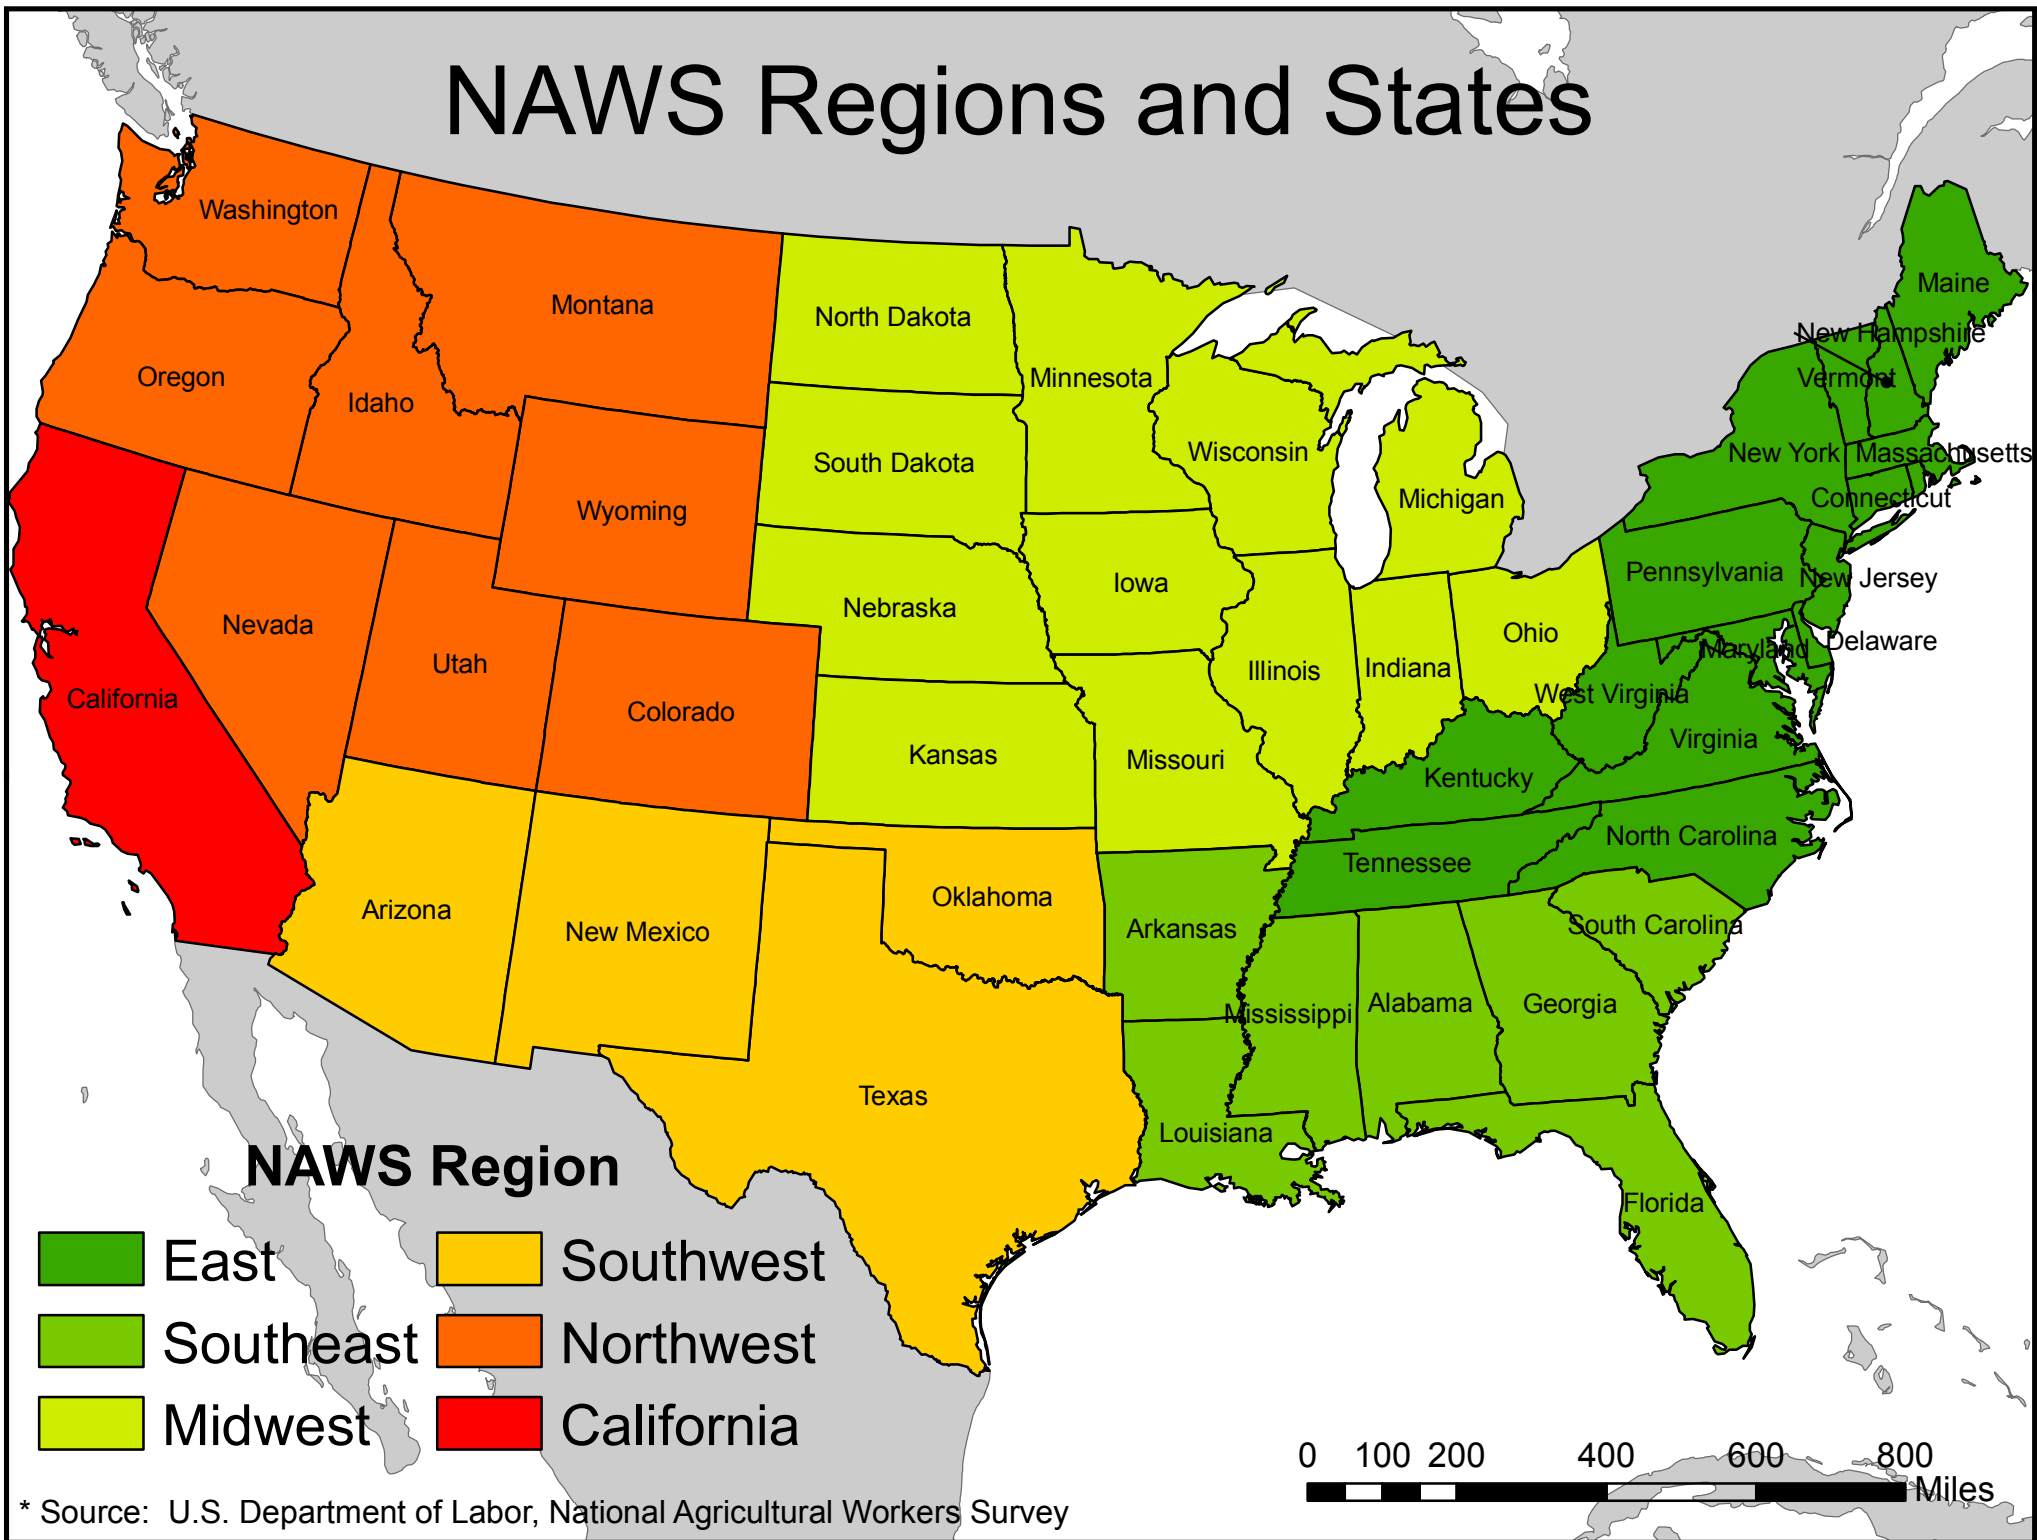 NAWS Regions and States
Washington
Maine
Montana
North Dakota
New Hampshire
Oregon
Minnesota
Vermont
Idaho
Wisconsin
New York
Massachusetts
South Dakota
Michigan
Connecticut
Wyoming
Pennsylvania
New Jersey
Iowa
Nebraska
Nevada
Ohio
Delaware
Maryland
Utah
Illinois
Indiana
West Virginia
California
Colorado
Virginia
Kansas
Missouri
Kentucky
North Carolina
Tennessee
Oklahoma
Arizona
New Mexico
Arkansas
South Carolina
Mississippi
Alabama
Georgia
Texas
Louisiana
Florida
NAWS Region
East
Southwest
Southeast
Northwest
Midwest
California
0 100 200 400 600 800
Miles
* Source: U.S. Department of Labor, National Agricultural Workers Survey